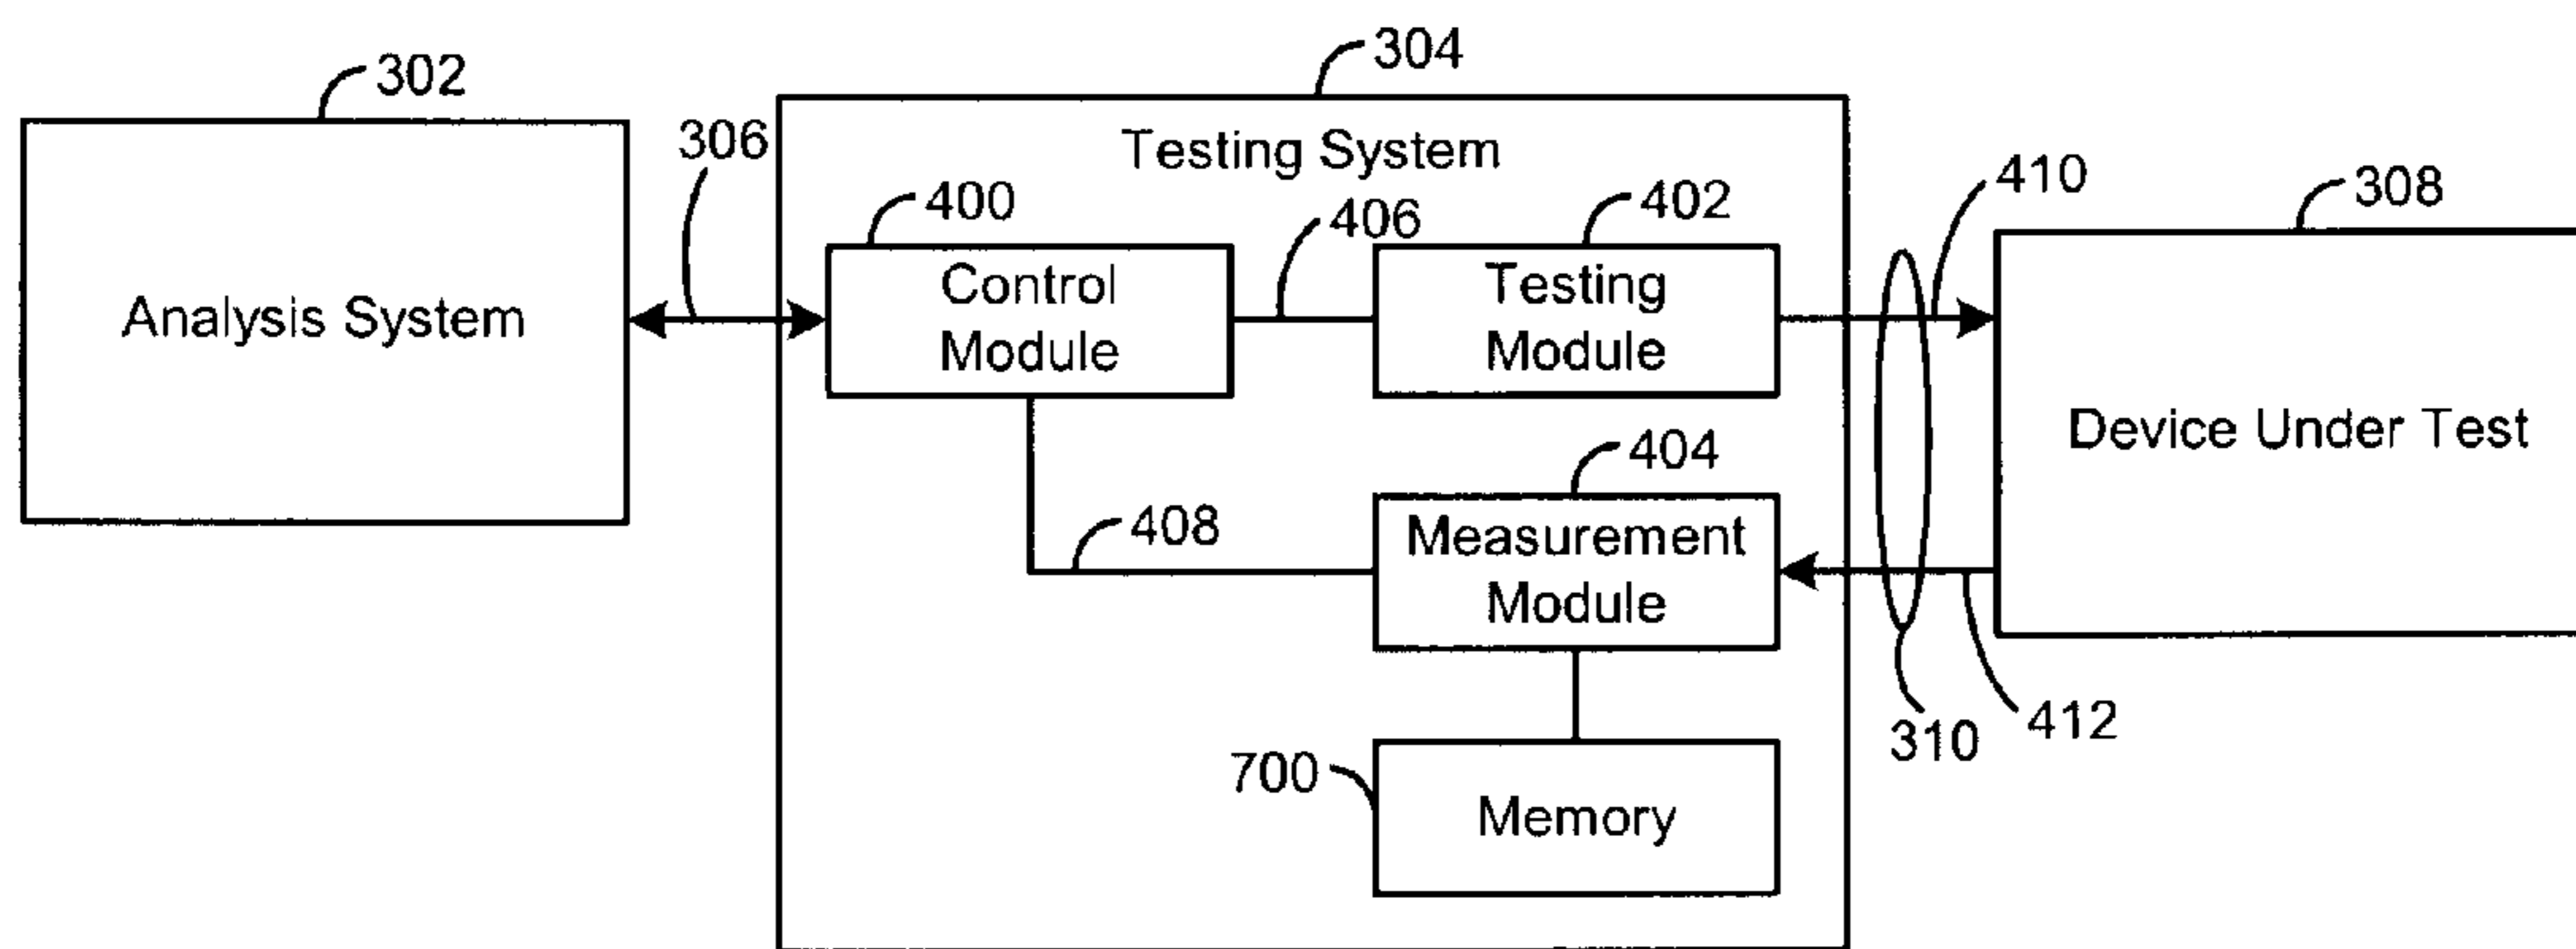 304
302
306
Testing System
410
308
400
406
402
Analysis System
Control
Module
Testing
Module
Device Under Test
404
408
Measurement
Module
412
310
700
Memory